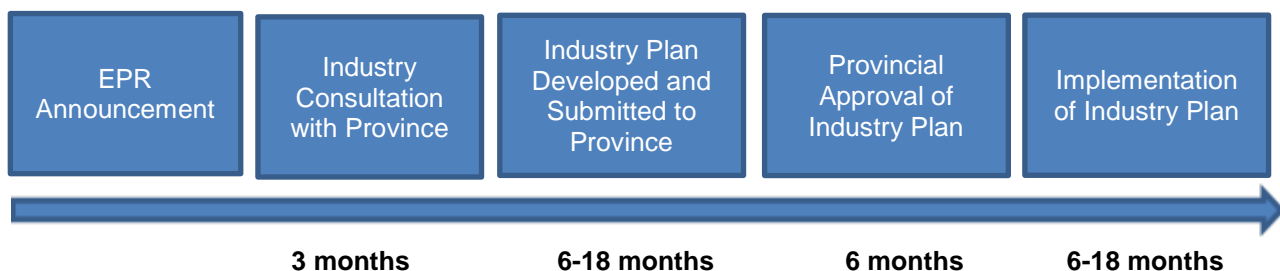 EPR
Announcement
Industry
Consultation
with Province
Industry Plan
Developed and
Submitted to
Province
Provincial
Approval of
Industry Plan
Implementation
of Industry Plan
3 months
6-18 months
6 months
6-18 months